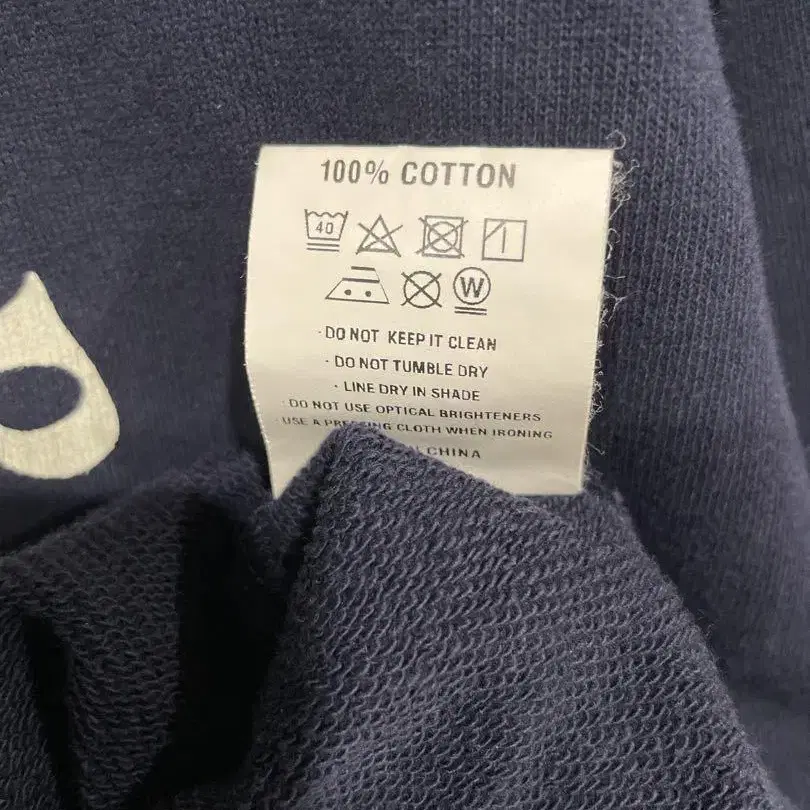 100% COTTON
40
W
· DO NOT KEEP IT CLEAN
· DO NOT TUMBLE DRY
· LINE DRY IN SHADE
· DO NOT USE OPTICAL BRIGHTENERS
· USE A PRESSING CLOTH WHEN IRONING
CHINA